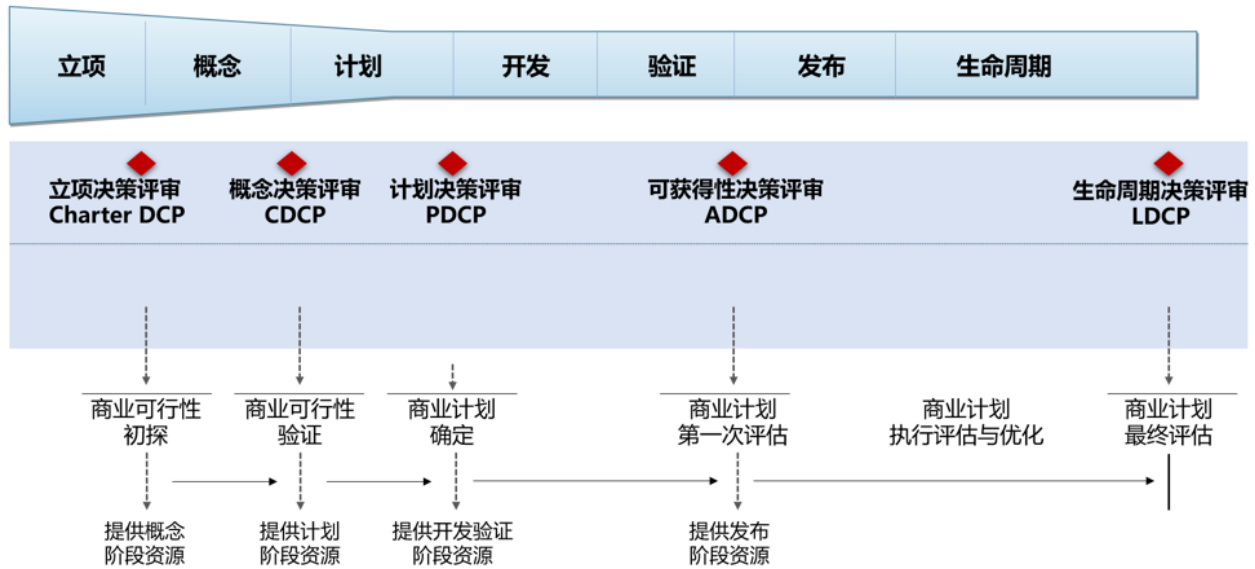 立项 概念 计划 开发 验证 发布 生命周期
立项决策评审
Charter DCP
概念决策评审
CDCP
计划决策评审
PDCP
可获得性决策评审
ADCP
生命周期决策评审
LDCP
商业可行性
初探
商业可行性
验证
商业计划
确定
商业计划
第一次评估
商业计划
执行评估与优化
商业计划
最终评估
提供概念
阶段资源
提供计划
阶段资源
提供开发验证
阶段资源
提供发布
阶段资源